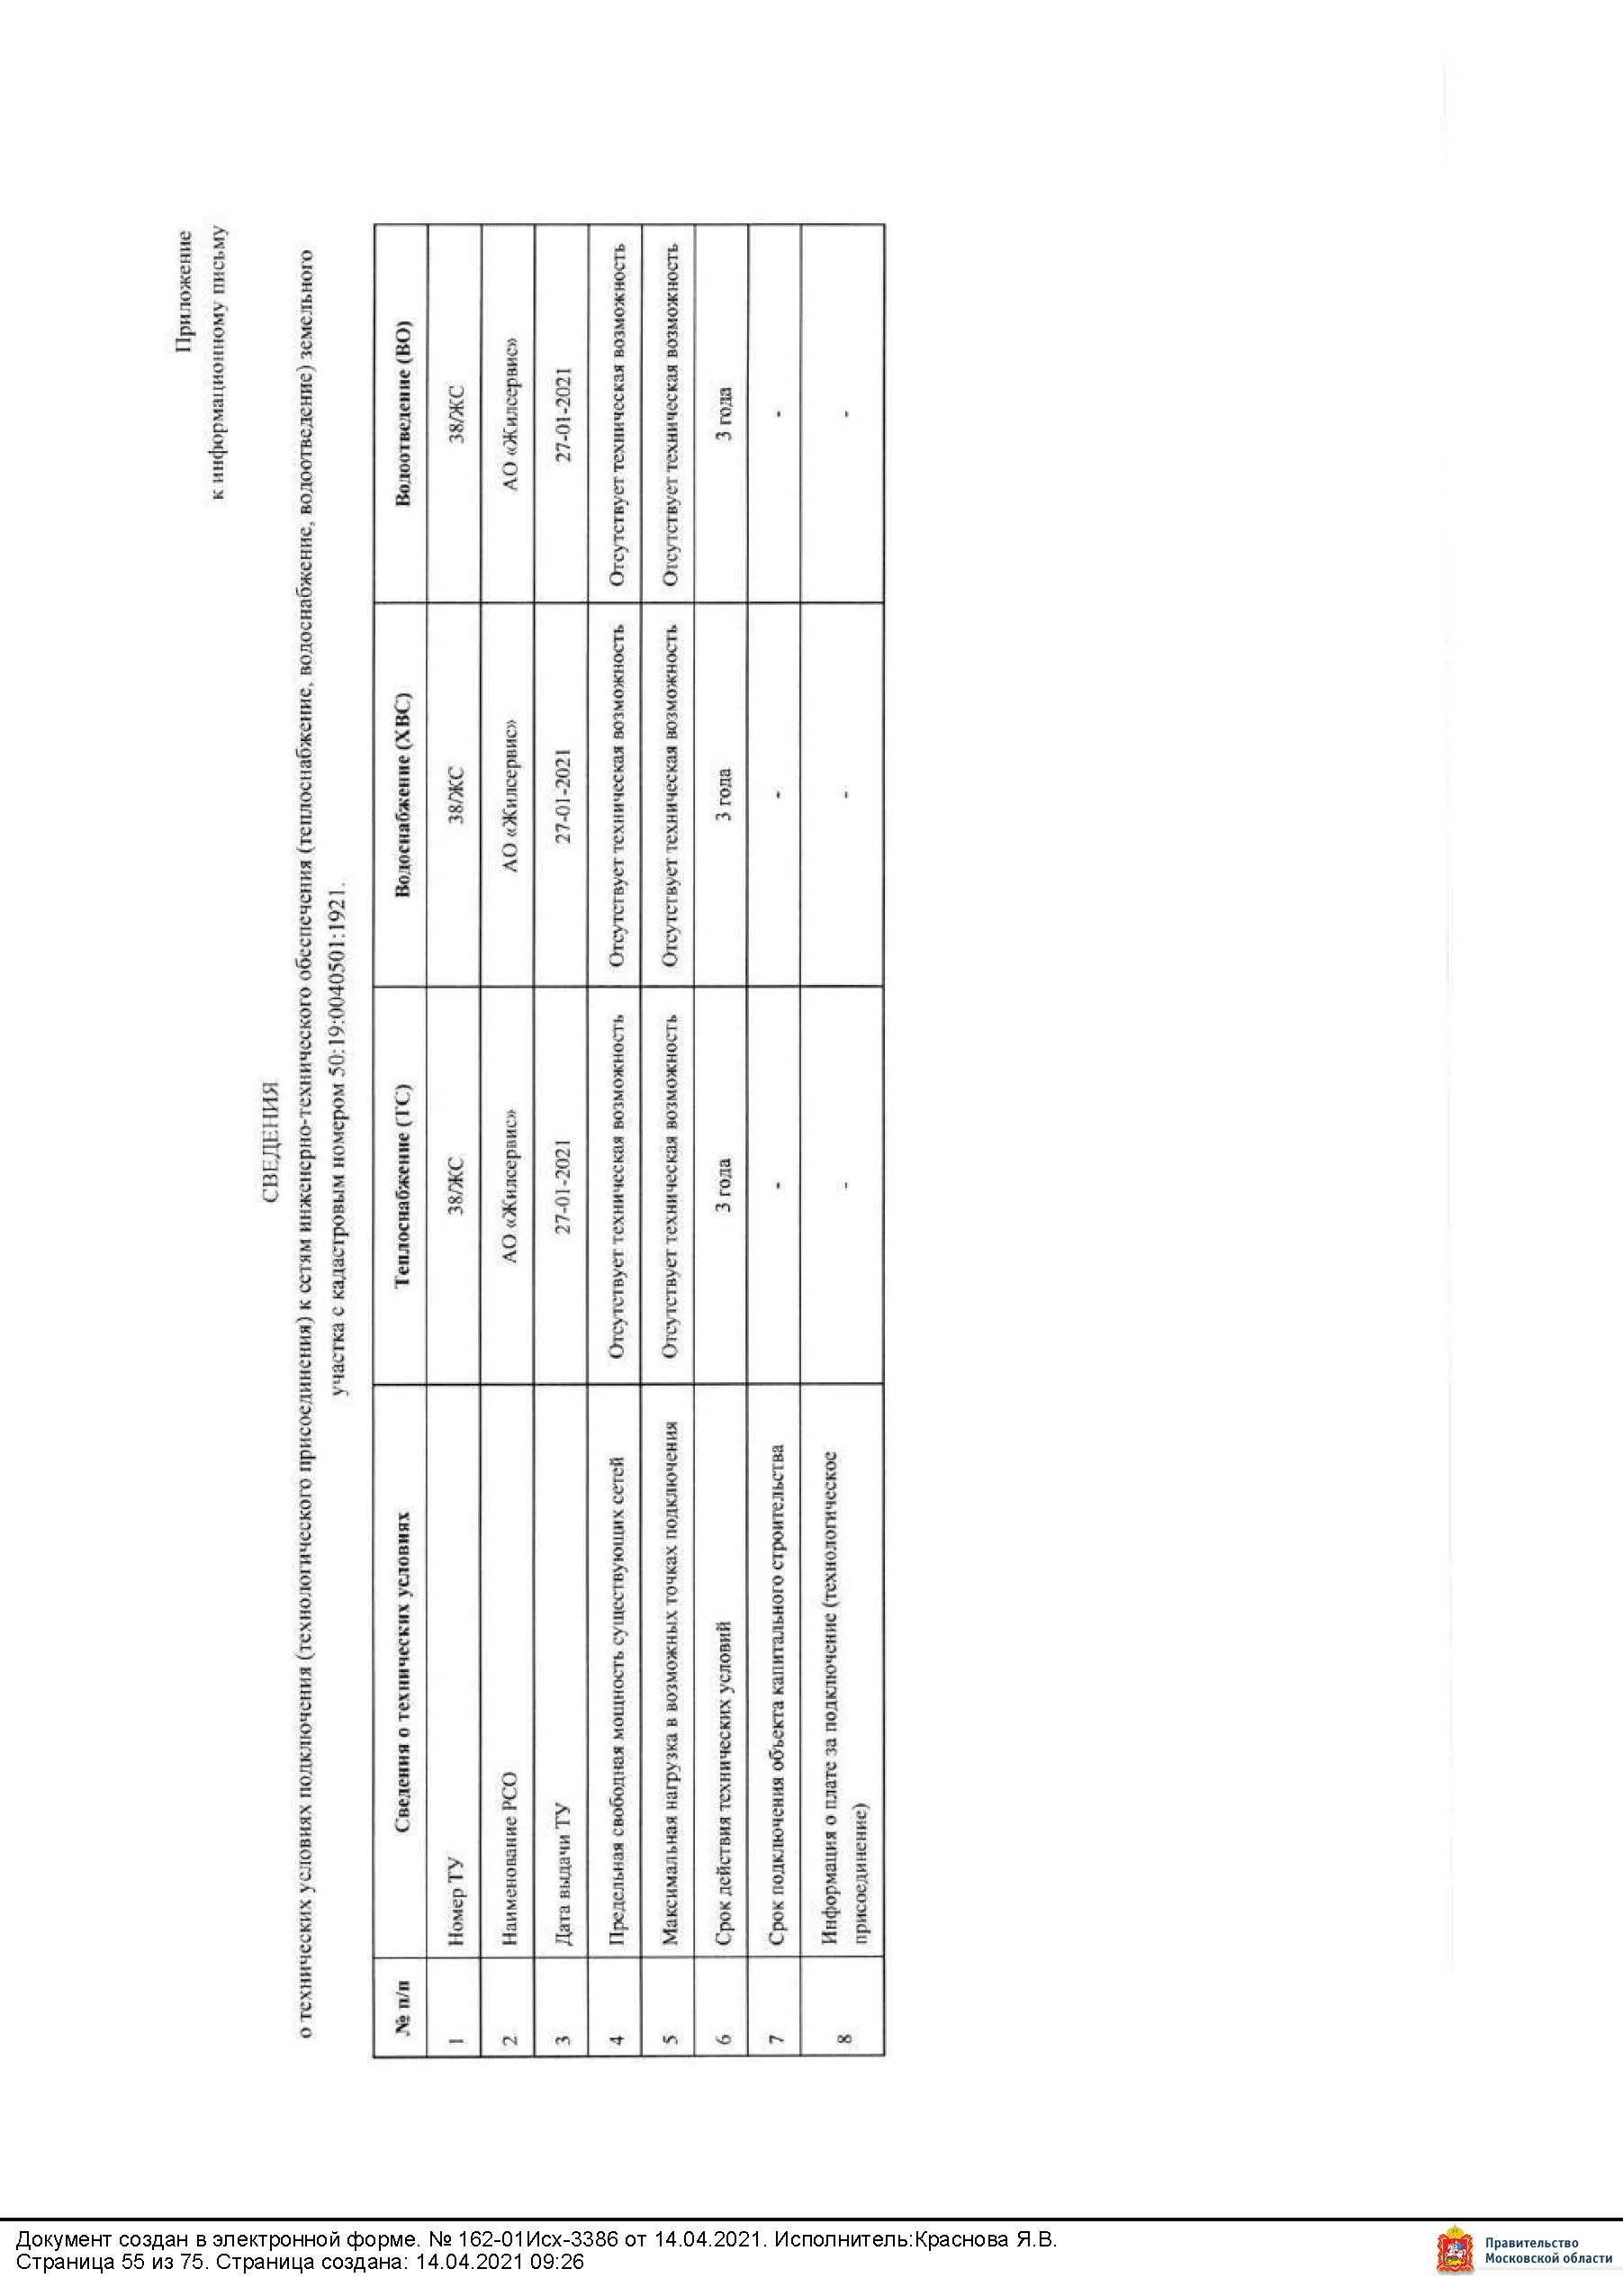 Приложение
к информационному письму
СВЕДЕНИЯ
о технических условиях подключения (технологического присоединения) к сетям инженерно-технического обеспечения (теплоснабжение, водоснабжение, водоотведение) земельного
участка с кадастровым номером 50:19:0040501:1921.
№ п/п Сведения о технических условиях Теплоснабжение (ТС) Водоснабжение (ХВС) Водоотведение (ВО)
1 Номер ТУ 38/ЖС 38/ЖС 38/ЖС
2 Наименование РСО АО «Жилсервис» АО «Жилсервис» АО «Жилсервис»
3 Дата выдачи ТУ 27-01-2021 27-01-2021 27-01-2021
4 Предельная свободная мощность существующих сетей Отсутствует техническая возможность Отсутствует техническая возможность Отсутствует техническая возможность
5 Максимальная нагрузка в возможных точках подключения Отсутствует техническая возможность Отсутствует техническая возможность Отсутствует техническая возможность
6 Срок действия технических условий 3 года 3 года 3 года
7 Срок подключения объекта капитального строительства - - -
8 Информация о плате за подключение (технологическое - - -
присоединение)
Документ создан в электронной форме. № 162-01Исх-3386 от 14.04.2021. Исполнитель:Краснова Я.В.
Страница 55 из 75. Страница создана: 14.04.2021 09:26
Правительство
Московской области